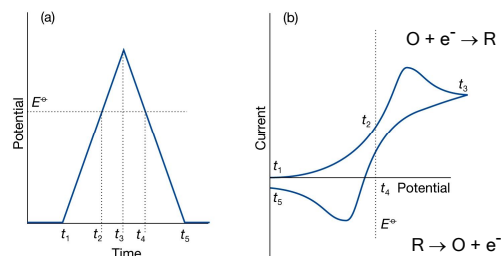 (a)
Potential
E⦵
t1
t2
t3
t4
t5
Time
(b)
O + e- → R
Current
t1
t2
t3
t4
Potential
t5
E⦵
R → O + e-